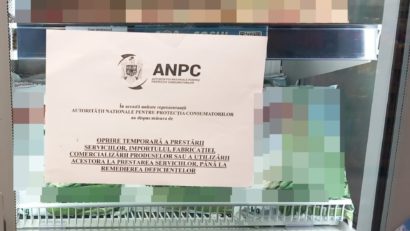 ANPC
AUTORITATEA NAȚIONALĂ PENTRU
PROTECȚIA CONSUMATORILOR
În această unitate reprezentanții
AUTORITĂȚII NAȚIONALE PENTRU PROTECȚIA CONSUMATORILOR
au dispus măsura de
OPRIRE TEMPORARĂ A PRESTĂRII
SERVICIILOR, IMPORTULUI FABRICAȚIEI,
COMERCIALIZĂRII PRODUSELOR SAU A UTILIZĂRII
ACESTORA LA PRESTAREA SERVICIILOR, PÂNĂ LA
REMEDIEREA DEFICIENȚELOR